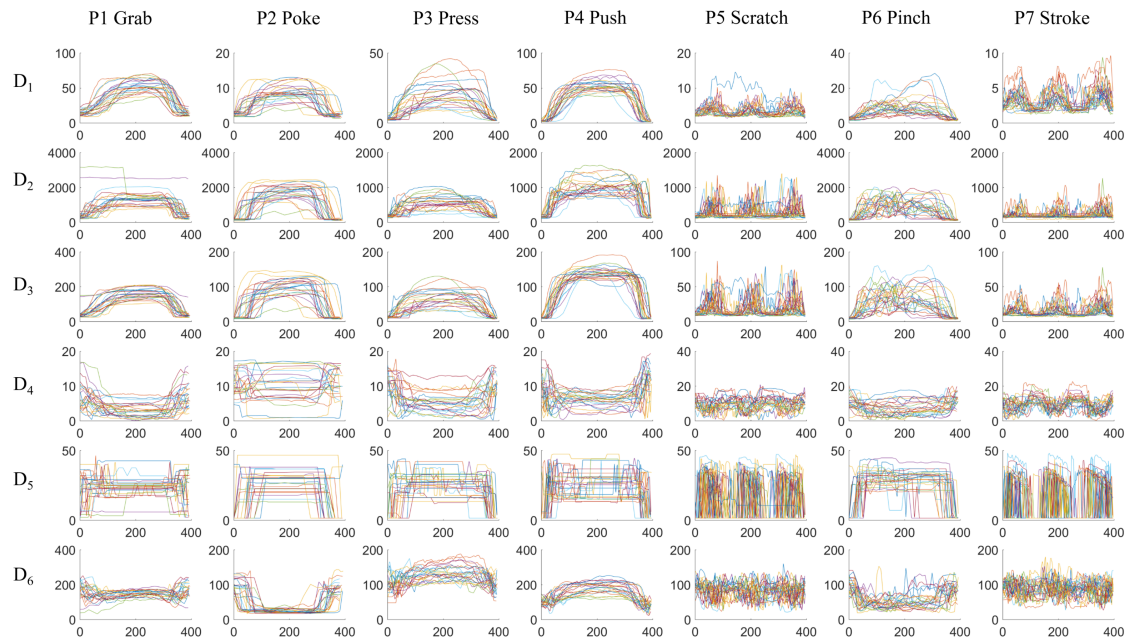 P1 Grab P2 Poke P3 Press P4 Push P5 Scratch P6 Pinch P7 Stroke
100 20 50 100 20 40 10
D1 50 10 50 10 20 5
0 0 0 0 0 0 0
0 200 400 0 200 400 0 200 400 0 200 400 0 200 400 0 200 400 0 200 400
4000 4000 2000 2000 2000 4000 2000
D2 2000 2000 1000 1000 1000 2000 1000
0 0 0 0 0 0 0
0 200 400 0 200 400 0 200 400 0 200 400 0 200 400 0 200 400 0 200 400
400 200 200 200 100 200 100
D3 200 100 100 100 50 100 50
0 0 0 0 0 0 0
0 200 400 0 200 400 0 200 400 0 200 400 0 200 400 0 200 400 0 200 400
20 20 20 20 40 40 40
D4 10 10 10 10 20 20 20
0 0 0 0 0 0 0
0 200 400 0 200 400 0 200 400 0 200 400 0 200 400 0 200 400 0 200 400
50 50 50 50 50 50 50
D5
0 0 0 0 0 0 0
0 200 400 0 200 400 0 200 400 0 200 400 0 200 400 0 200 400 0 200 400
400 200 200 400 200 200 200
D6 200 100 100 200 100 100 100
0 0 0 0 0 0 0
0 200 400 0 200 400 0 200 400 0 200 400 0 200 400 0 200 400 0 200 400